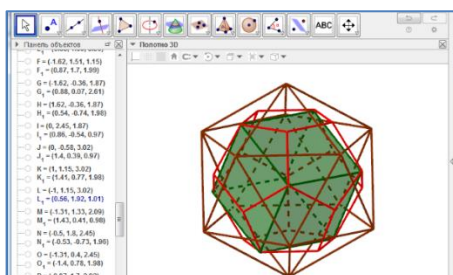 ABC
Панель объектов
Полотно 3D
F = (-1.62, 1.51, 1.15)
F₁ = (0.87, 1.7, 1.99)
G = (-1.62, -0.36, 1.87)
G₁ = (0.88, 0.07, 2.01)
H = (1.62, -0.36, 1.87)
H₁ = (0.54, -0.74, 1.98)
I = (0, 2.45, 1.87)
I₁ = (0.86, -0.54, 0.97)
J = (0, -0.58, 3.02)
J₁ = (1.4, 0.39, 0.97)
K = (1, 1.15, 3.02)
K₁ = (1.41, 0.77, 1.98)
L = (-1, 1.15, 3.02)
L₁ = (0.56, 1.92, 1.01)
M = (-1.31, 1.33, 2.09)
M₁ = (1.43, 0.41, 0.98)
N = (-0.5, 1.8, 2.45)
N₁ = (-0.53, -0.73, 1.96)
O = (-1.31, 0.4, 2.45)
O₁ = (-1.4, 0.78, 1.98)